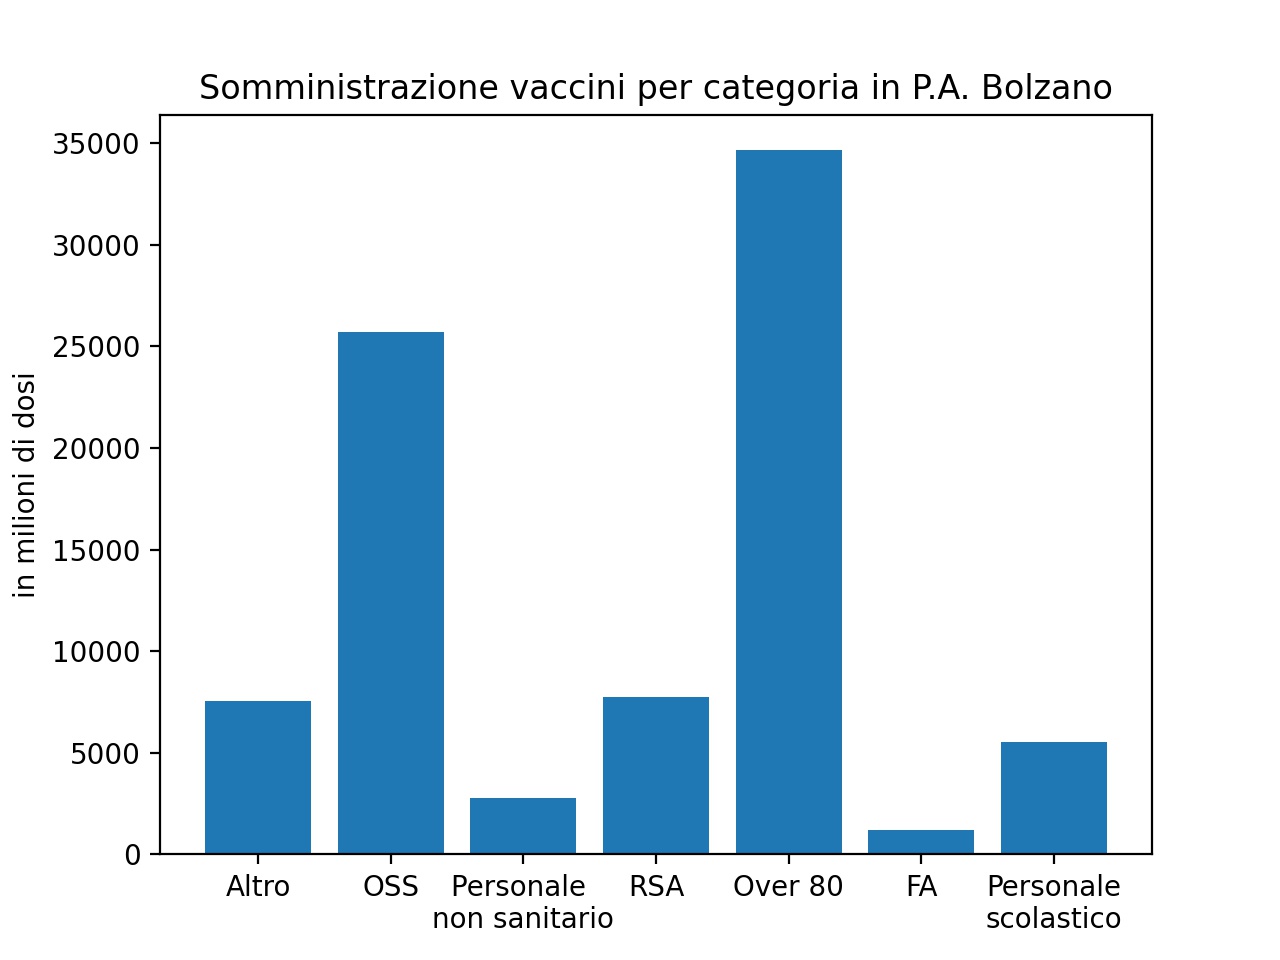 Somministrazione vaccini per categoria in P.A. Bolzano
in milioni di dosi
35000
30000
25000
20000
15000
10000
5000
0
Altro
OSS
Personale
non sanitario
RSA
Over 80
FA
Personale
scolastico